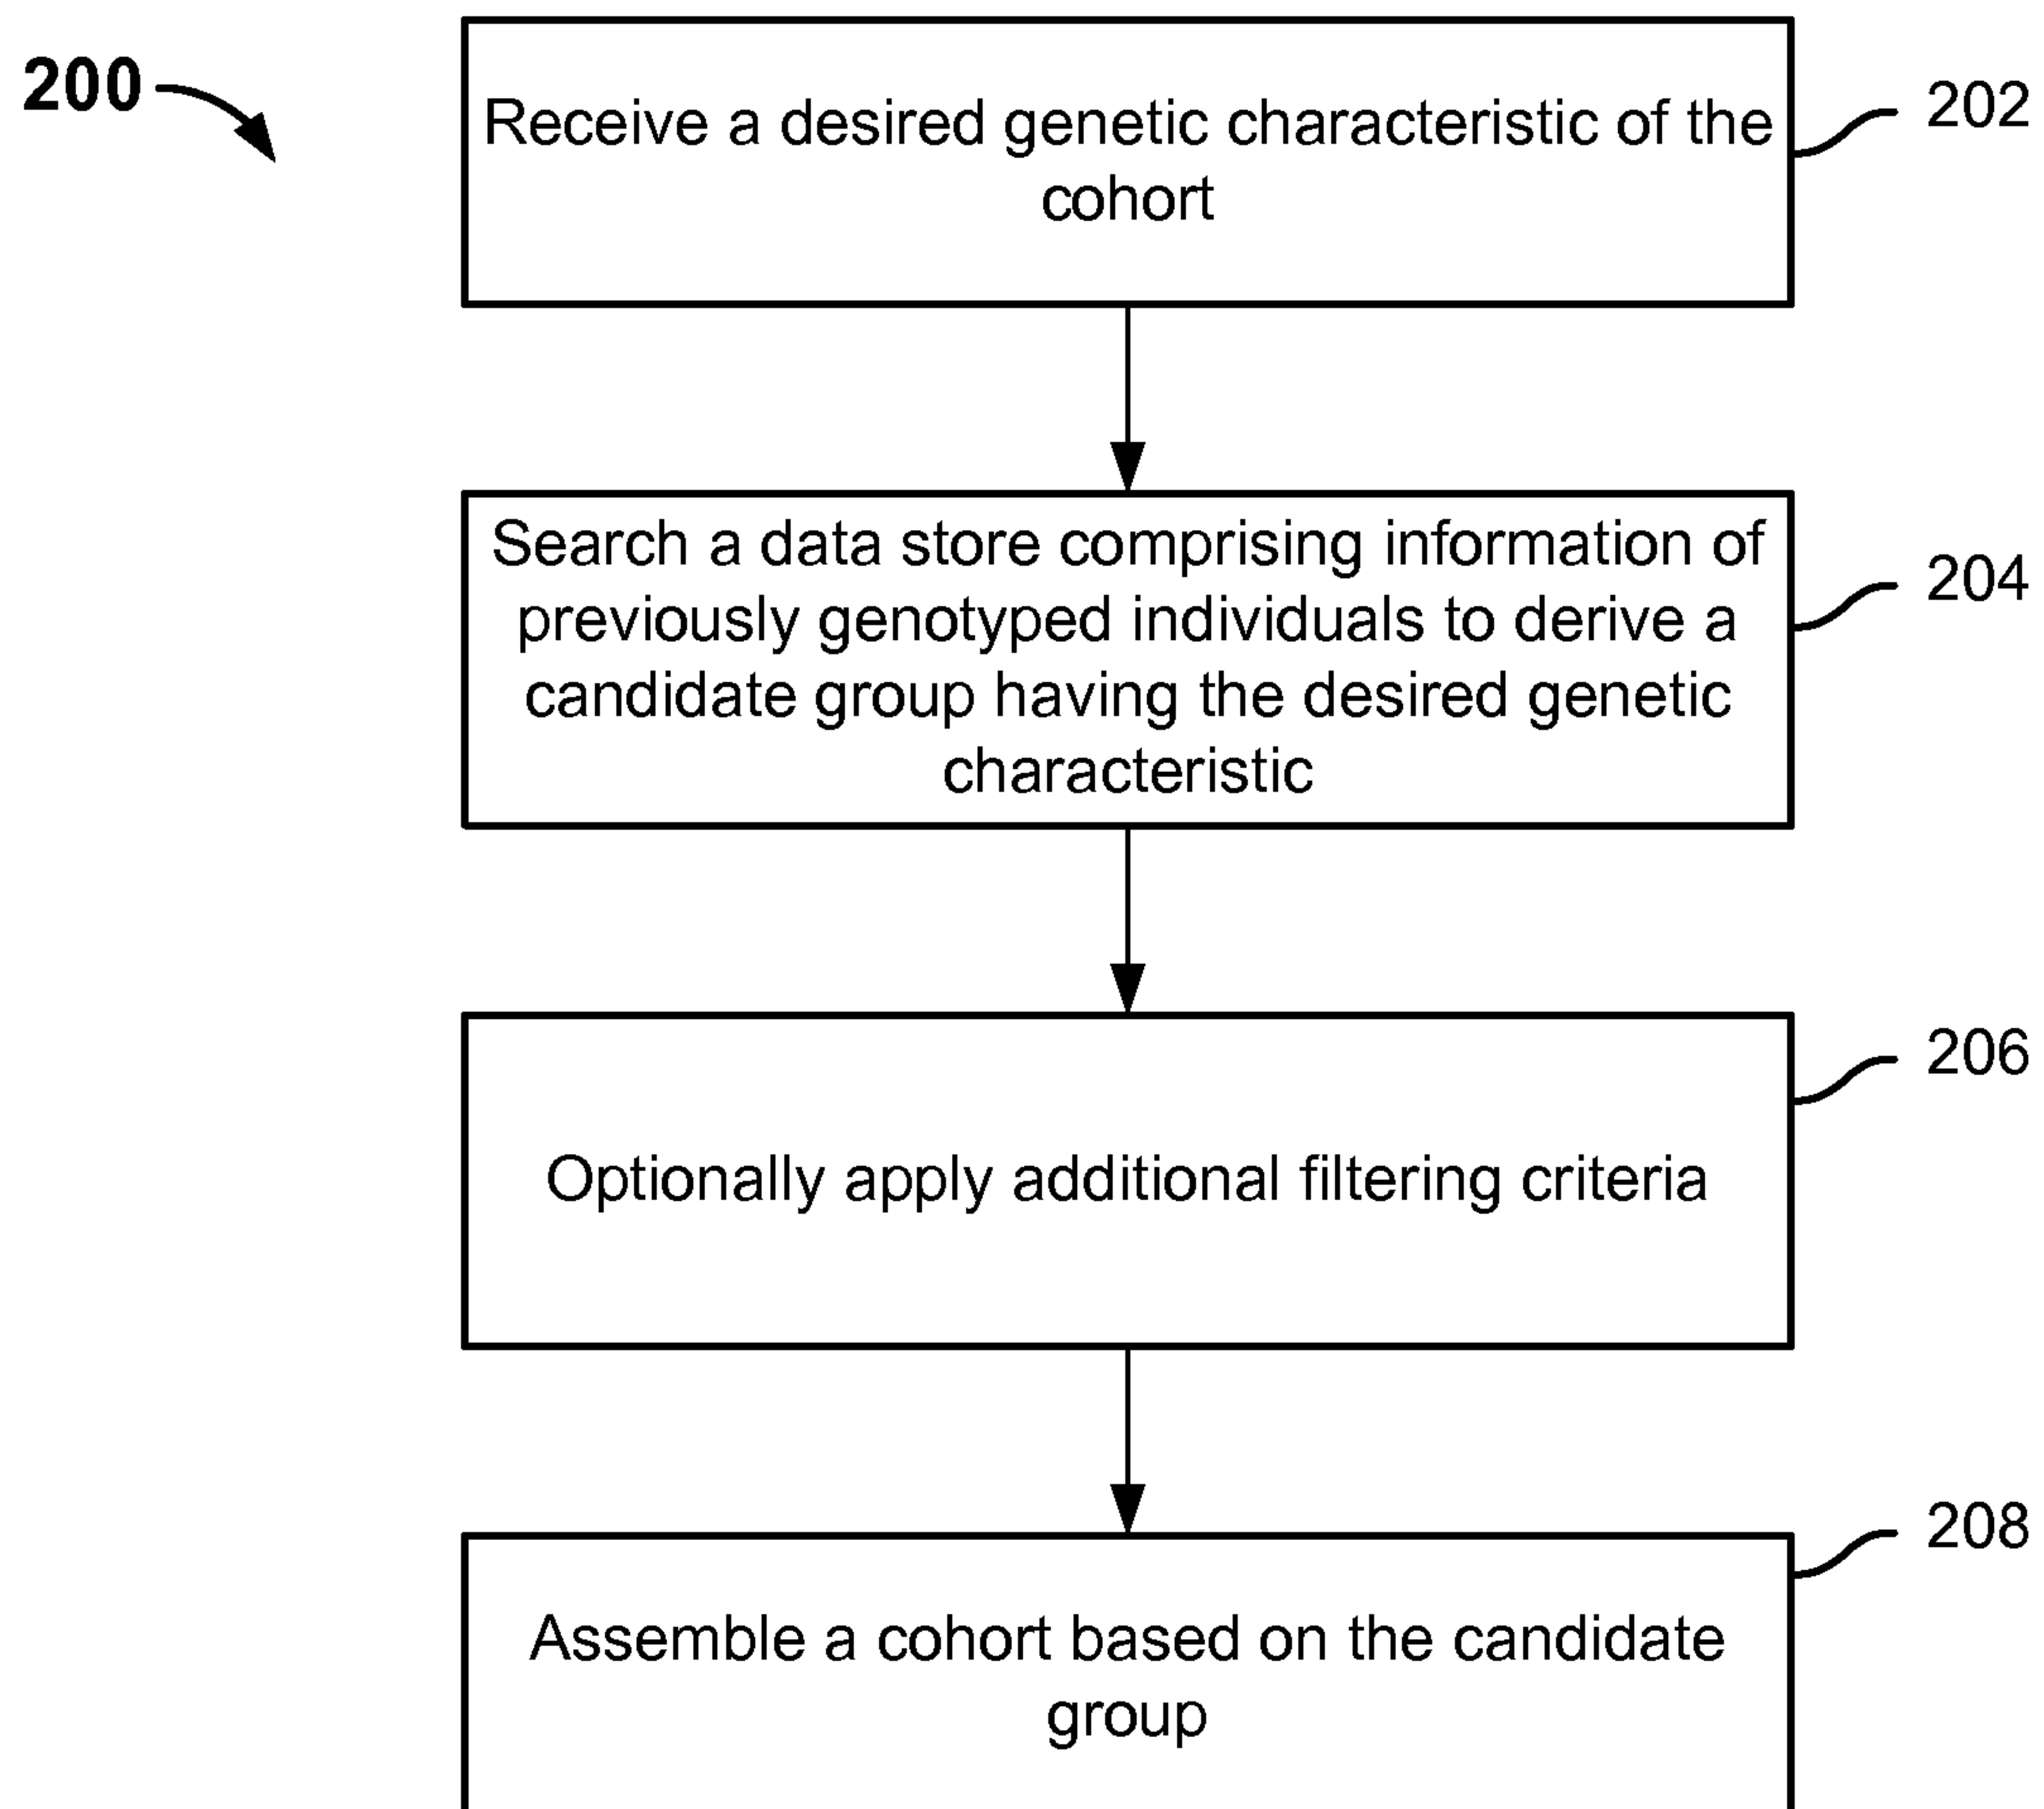 200
Receive a desired genetic characteristic of the
cohort
202
Search a data store comprising information of
previously genotyped individuals to derive a
candidate group having the desired genetic
characteristic
204
Optionally apply additional filtering criteria
206
Assemble a cohort based on the candidate
group
208